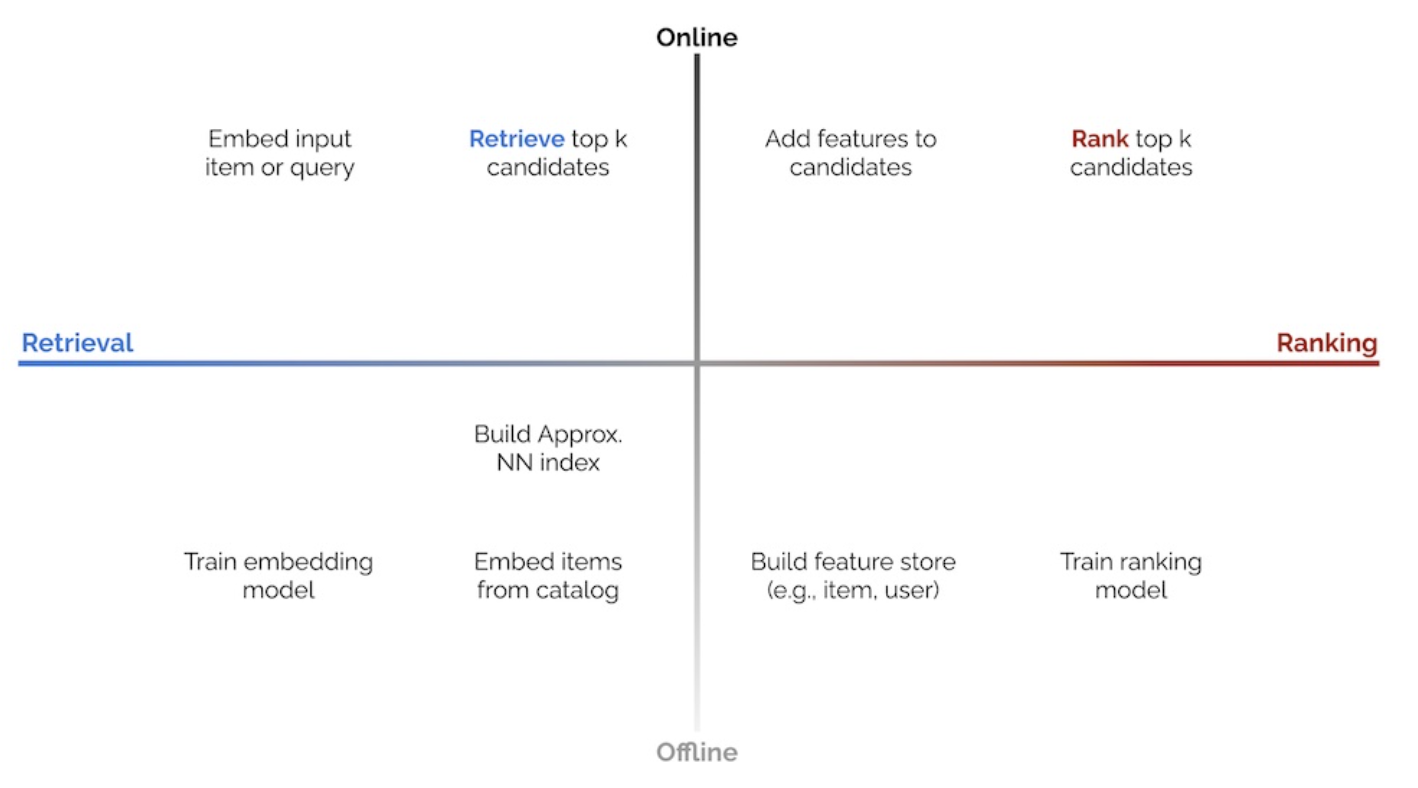 Online
Embed input
item or query
Retrieve top k
candidates
Add features to
candidates
Rank top k
candidates
Retrieval
Ranking
Build Approx.
NN index
Train embedding
model
Embed items
from catalog
Build feature store
(e.g., item, user)
Train ranking
model
Offline